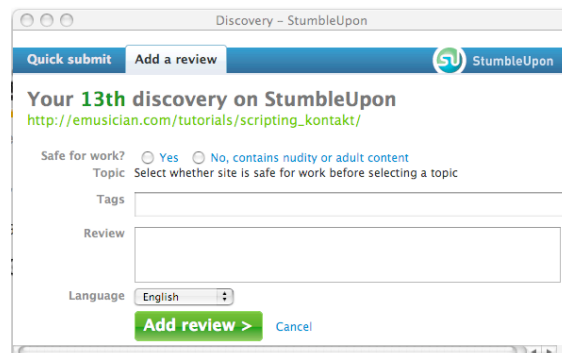 Discovery – StumbleUpon
Quick submit Add a review StumbleUpon
Your 13th discovery on StumbleUpon
http://emusician.com/tutorials/scripting_kontakt/
Safe for work? Yes No, contains nudity or adult content
Topic Select whether site is safe for work before selecting a topic
Tags
Review
Language English
Add review > Cancel